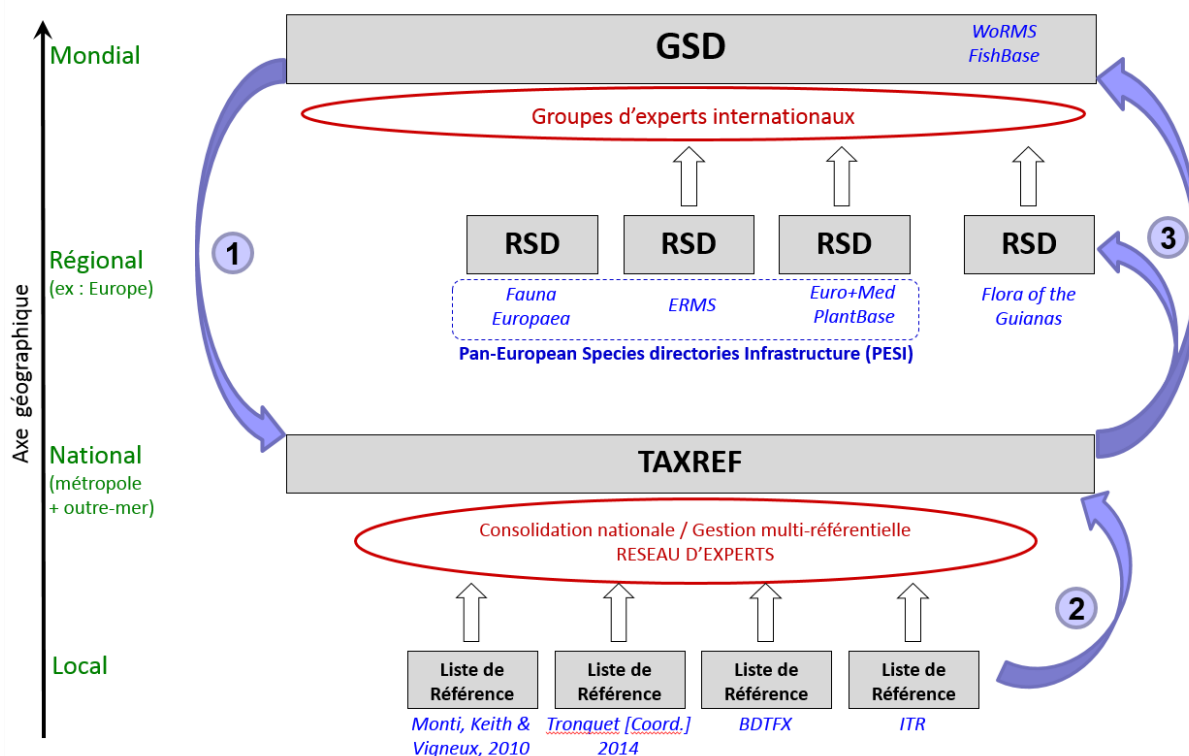 Mondial
GSD
WoRMS
FishBase
Groupes d'experts internationaux
1
3
Régional
(ex : Europe)
RSD
RSD
RSD
RSD
Fauna
Europaea
ERMS
Euro+Med
PlantBase
Flora of the
Guianas
Pan-European Species directories Infrastructure (PESI)
Axe géographique
National
(métropole
+ outre-mer)
TAXREF
Consolidation nationale / Gestion multi-référentielle
RESEAU D'EXPERTS
2
Local
Liste de
Référence
Liste de
Référence
Liste de
Référence
Liste de
Référence
Monti, Keith &
Vigneux, 2010
Tronquet [Coord.]
2014
BDTFX
ITR